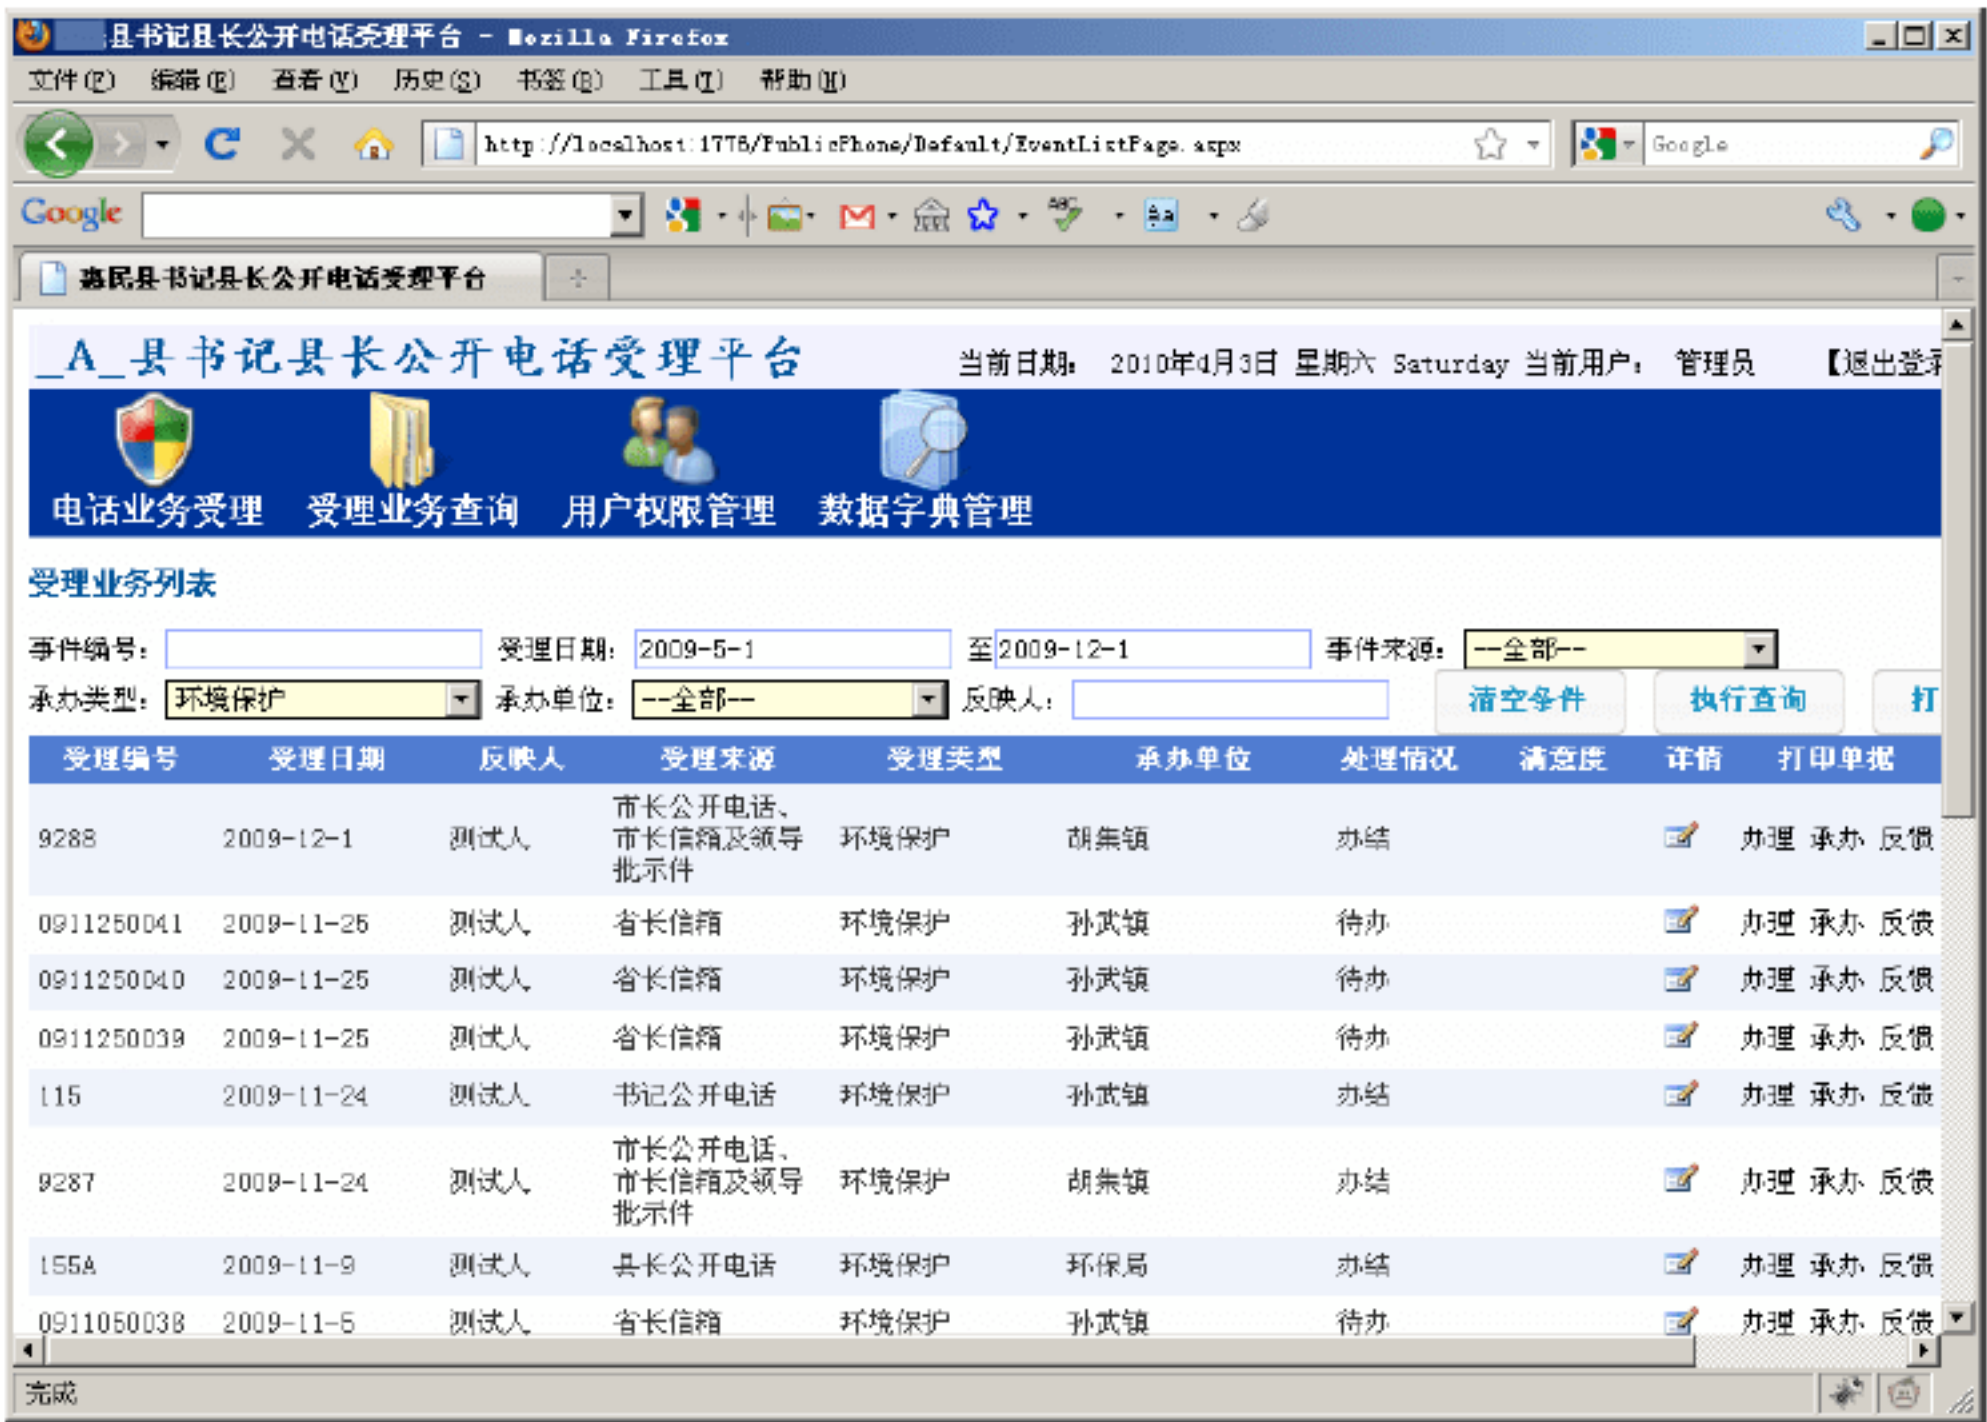 县书记县长公开电话受理平台 - Mozilla Firefox
文件(F) 编辑(E) 查看(V) 历史(S) 书签(B) 工具(T) 帮助(H)
http://localhost:1776/PublicPhone/Default/EventListPage.aspx Google
Google
惠民县书记县长公开电话受理平台
_A_县书记县长公开电话受理平台 当前日期: 2010年4月3日 星期六 Saturday 当前用户: 管理员 【退出登录
电话业务受理 受理业务查询 用户权限管理 数据字典管理
受理业务列表
事件编号: 受理日期: 2009-5-1 至 2009-12-1 事件来源: --全部--
承办类型: 环境保护 承办单位: --全部-- 反映人: 清空条件 执行查询 打
受理编号 受理日期 反映人 受理来源 受理类型 承办单位 处理情况 满意度 详情 打印单据
9288 2009-12-1 测试人 市长公开电话、市长信箱及领导批示件 环境保护 胡集镇 办结 办理 承办 反馈
0911250041 2009-11-25 测试人 省长信箱 环境保护 孙武镇 待办 办理 承办 反馈
0911250040 2009-11-25 测试人 省长信箱 环境保护 孙武镇 待办 办理 承办 反馈
0911250039 2009-11-25 测试人 省长信箱 环境保护 孙武镇 待办 办理 承办 反馈
115 2009-11-24 测试人 书记公开电话 环境保护 孙武镇 办结 办理 承办 反馈
9287 2009-11-24 测试人 市长公开电话、市长信箱及领导批示件 环境保护 胡集镇 办结 办理 承办 反馈
155A 2009-11-9 测试人 县长公开电话 环境保护 环保局 办结 办理 承办 反馈
0911050038 2009-11-5 测试人 省长信箱 环境保护 孙武镇 待办 办理 承办 反馈
完成